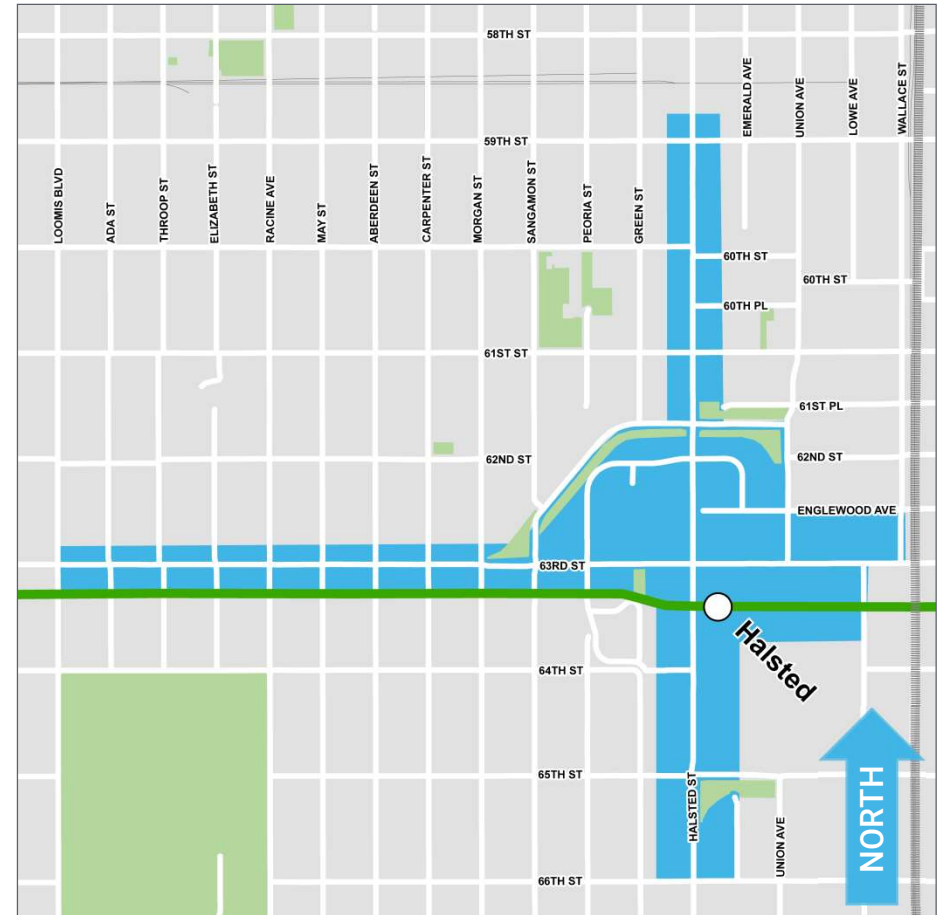 58TH ST
EMERALD AVE
UNION AVE
LOWE AVE
WALLACE ST
59TH ST
LOOMIS BLVD
ADA ST
THROOP ST
ELIZABETH ST
RACINE AVE
MAY ST
ABERDEEN ST
CARPENTER ST
MORGAN ST
SANGAMON ST
PEORIA ST
GREEN ST
60TH ST
60TH ST
60TH PL
61ST ST
61ST PL
62ND ST
62ND ST
ENGLEWOOD AVE
63RD ST
Halsted
64TH ST
65TH ST
HALSTED ST
UNION AVE
NORTH
66TH ST